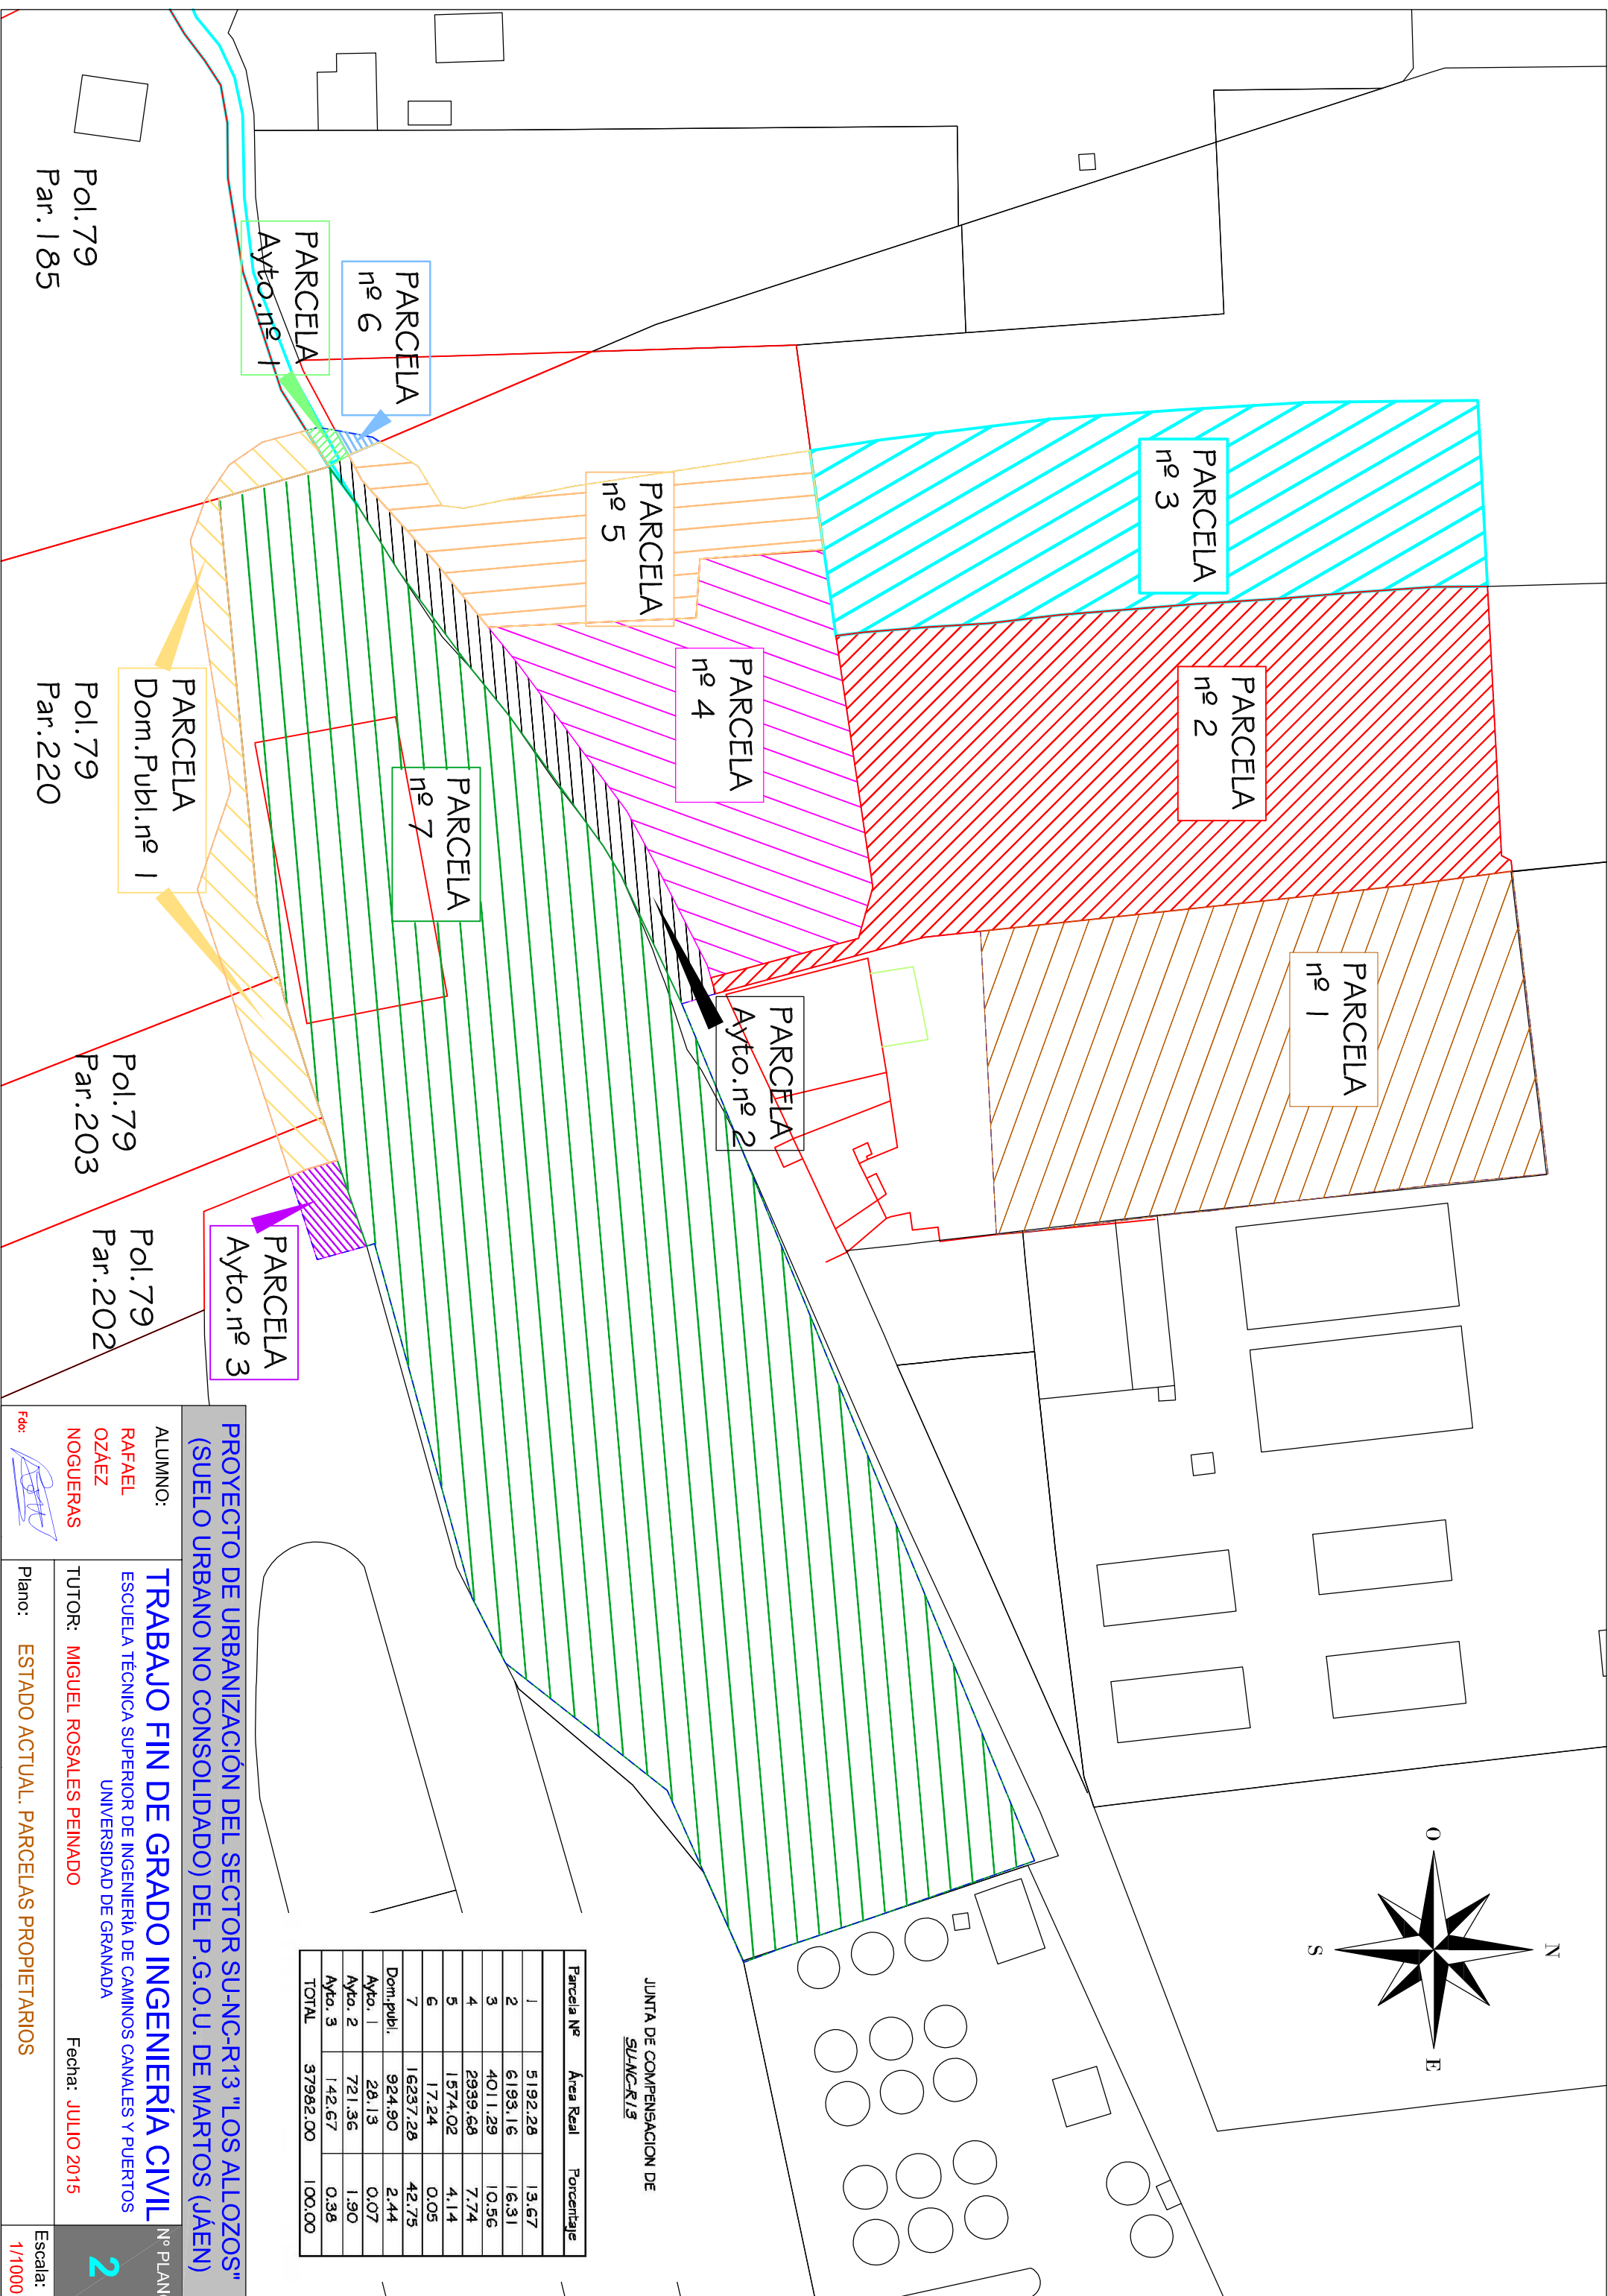 PARCELA
nº 3
PARCELA
nº 2
PARCELA
nº 1
PARCELA
nº 5
PARCELA
nº 4
PARCELA
nº 6
PARCELA
Ayto.nº 1
PARCELA
nº 7
PARCELA
Ayto.nº 2
PARCELA
Dom.Publ.nº 1
PARCELA
Ayto.nº 3
Pol.79
Par.185
Pol.79
Par.220
Pol.79
Par.203
Pol.79
Par.202
N
O
E
S
JUNTA DE COMPENSACION DE
SU-NC-R13
Parcela Nº Área Real Porcentaje
1 5192.28 13.67
2 6193.16 16.31
3 4011.29 10.56
4 2939.68 7.74
5 1574.02 4.14
6 17.24 0.05
7 16237.28 42.75
Dom.publ. 924.90 2.44
Ayto. 1 28.13 0.07
Ayto. 2 721.36 1.90
Ayto. 3 142.67 0.38
TOTAL 37982.00 100.00
PROYECTO DE URBANIZACIÓN DEL SECTOR SU-NC-R13 "LOS ALLOZOS"
(SUELO URBANO NO CONSOLIDADO) DEL P.G.O.U. DE MARTOS (JÁEN)
ALUMNO:
RAFAEL
OZÁEZ
NOGUERAS
Fdo:
TRABAJO FIN DE GRADO INGENIERÍA CIVIL
ESCUELA TÉCNICA SUPERIOR DE INGENIERÍA DE CAMINOS CANALES Y PUERTOS
UNIVERSIDAD DE GRANADA
TUTOR: MIGUEL ROSALES PEINADO Fecha: JULIO 2015
Plano: ESTADO ACTUAL. PARCELAS PROPIETARIOS
Nº PLANO
2
Escala:
1/1000